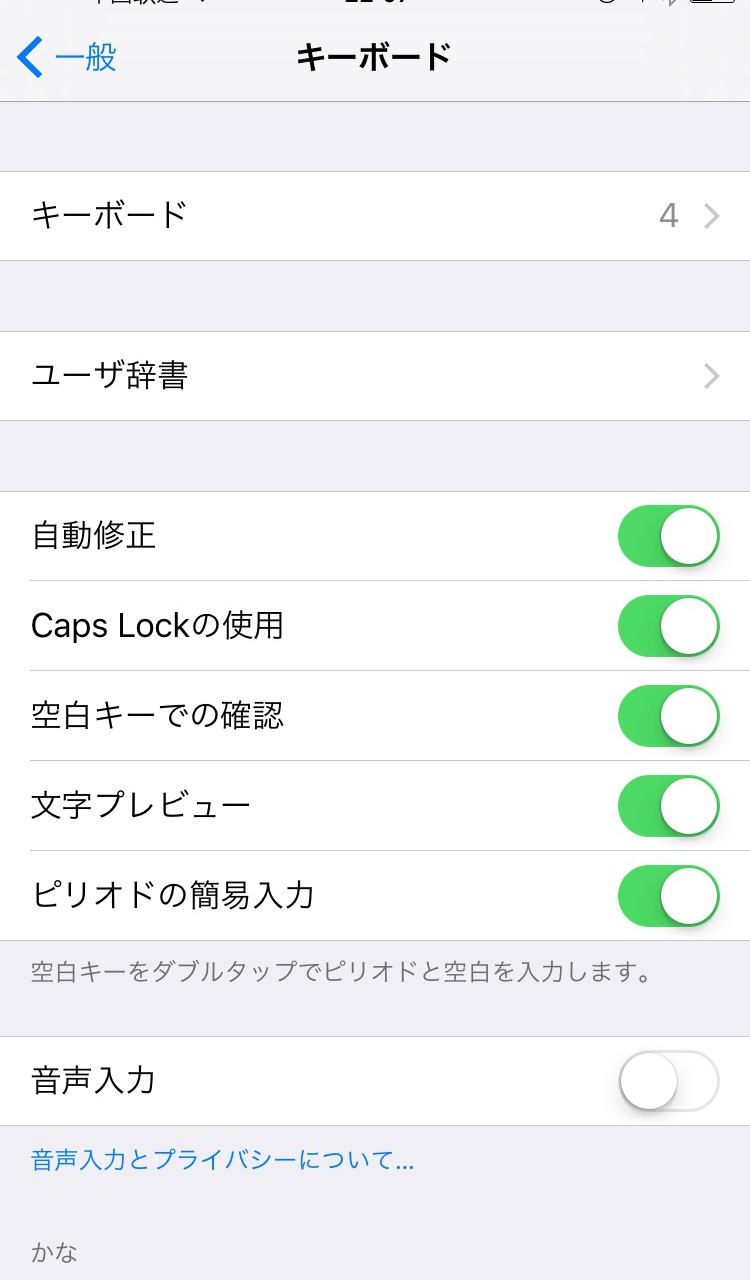 一般
キーボード
キーボード 4
ユーザ辞書
自動修正
Caps Lockの使用
空白キーでの確認
文字プレビュー
ピリオドの簡易入力
空白キーをダブルタップでピリオドと空白を入力します。
音声入力
音声入力とプライバシーについて...
かな